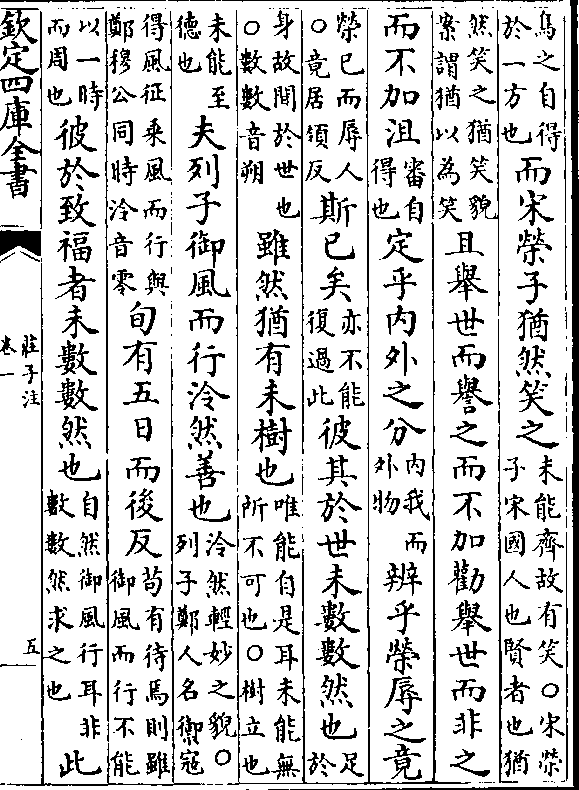 鳥之自得於一方也而宋榮子猶然笑之未能齊故有笑○宋榮子宋國人也賢者也猶
然笑之猶笑貌案謂猶以為笑且舉世而譽之而不加勸舉世而非之
而不加沮審自得也定乎内外之分内我而外物辨乎榮辱之竟
榮已而辱人○竟居領反斯已矣亦不能復過此彼其於世未數數然也足於
身故間於世也○數數音朔雖然猶有未樹也唯能自是耳未能無所不可也○樹立也
未能至德也夫列子御風而行泠然善也泠然輕妙之貌○列子鄭人名禦寇
得風征乘風而行與鄭穆公同時泠音零旬有五日而後反苟有待焉則雖御風而行不能
以一時而周也彼於致福者未數數然也自然御風行耳非數數然求之也此
欽定四庫全書
莊子注
卷一
五